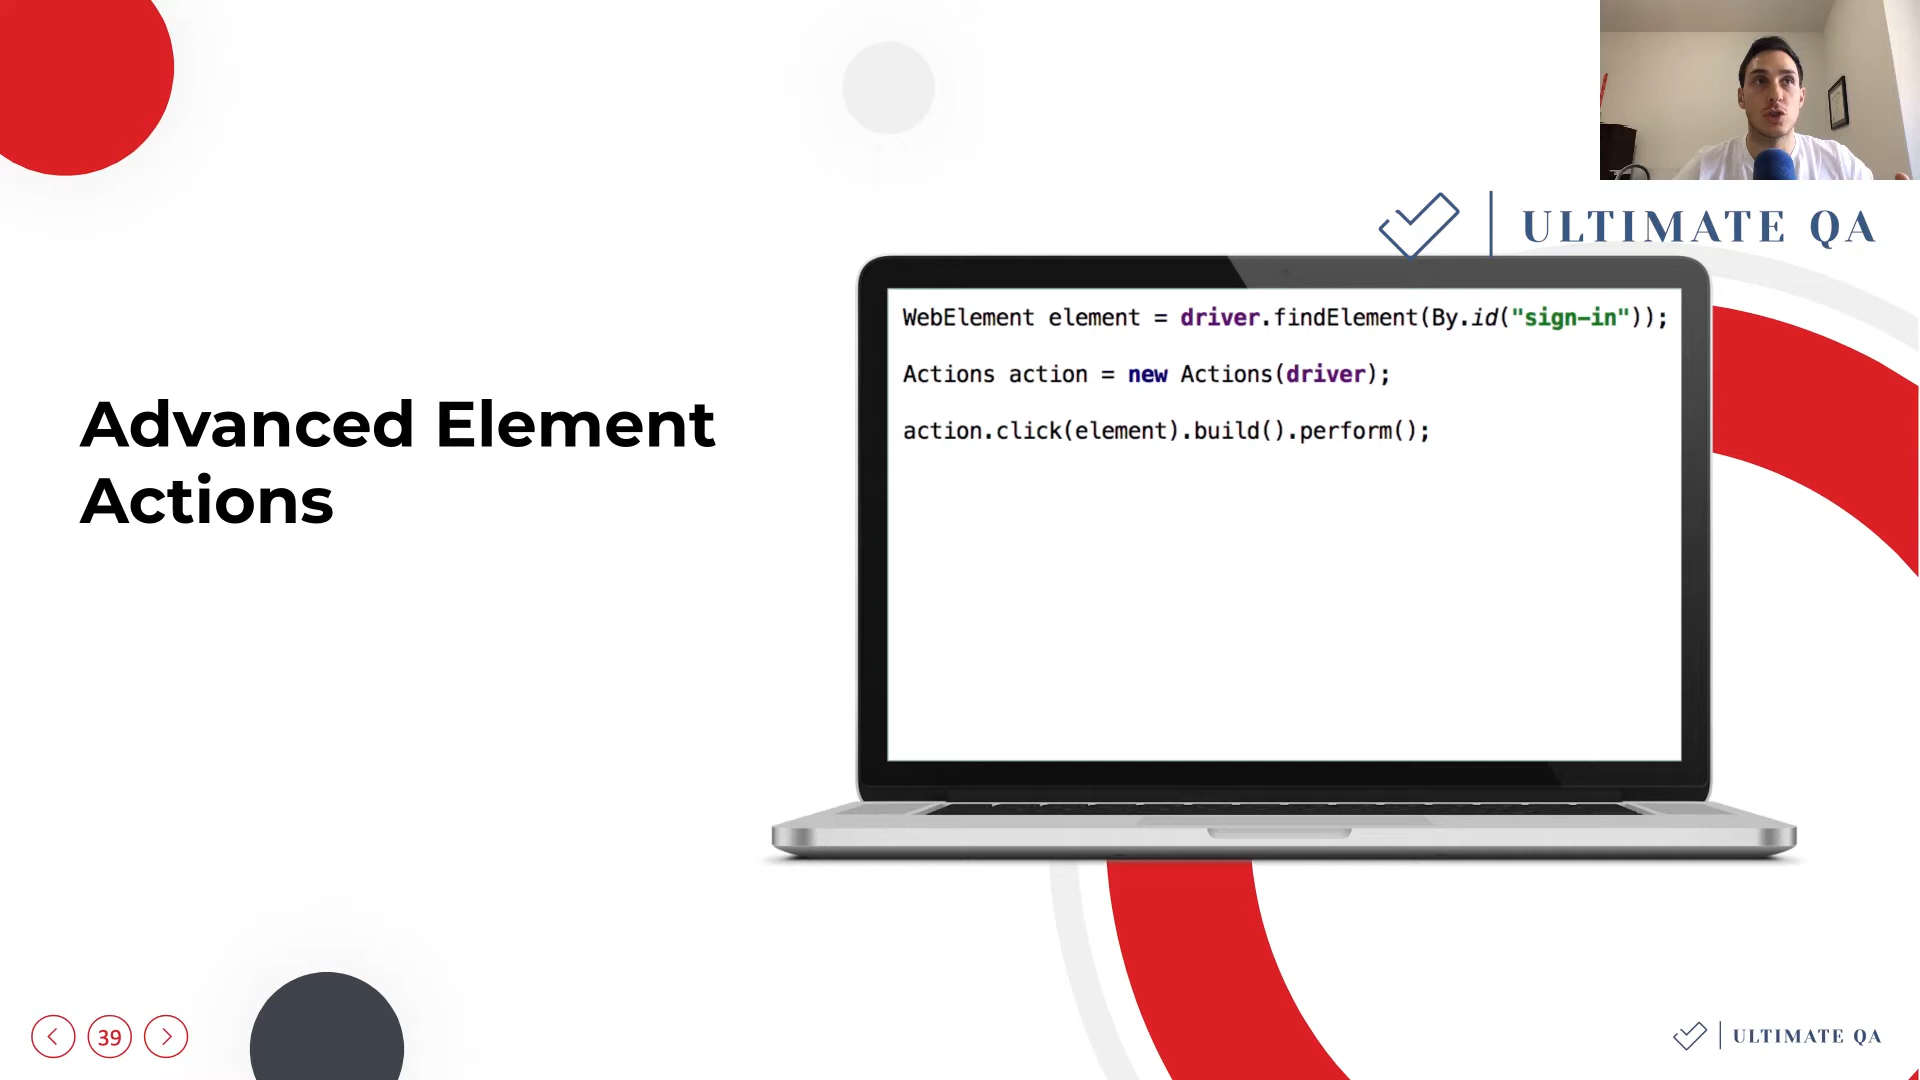 ULTIMATE QA
WebElement element = driver.findElement(By.id("sign-in"));
Actions action = new Actions(driver);
action.click(element).build().perform();
Advanced Element
Actions
39
ULTIMATE QA